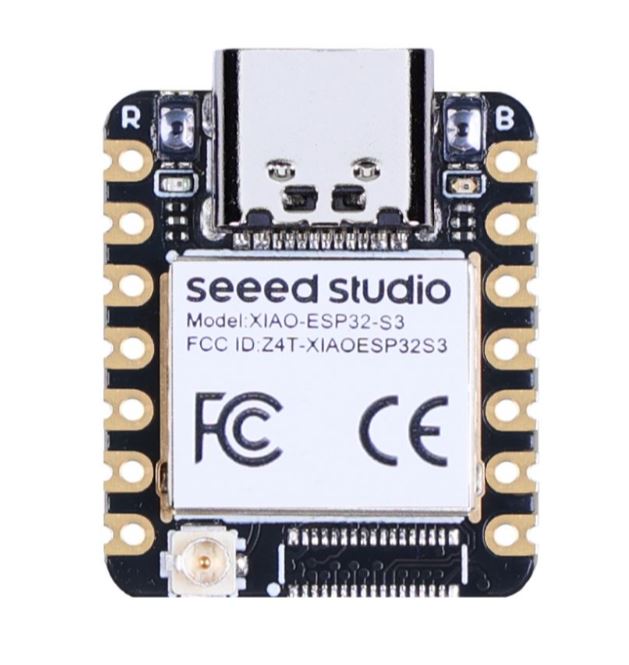 R B
seeed studio
Model:XIAO-ESP32-S3
FCC ID:Z4T-XIAOESP32S3
FC CE